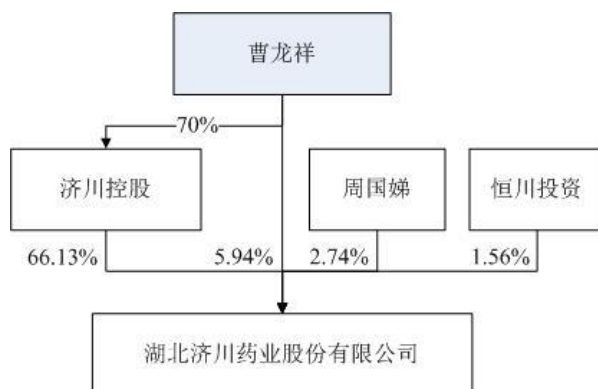 曹龙祥
70%
济川控股
周国娣
恒川投资
66.13%
5.94%
2.74%
1.56%
湖北济川药业股份有限公司